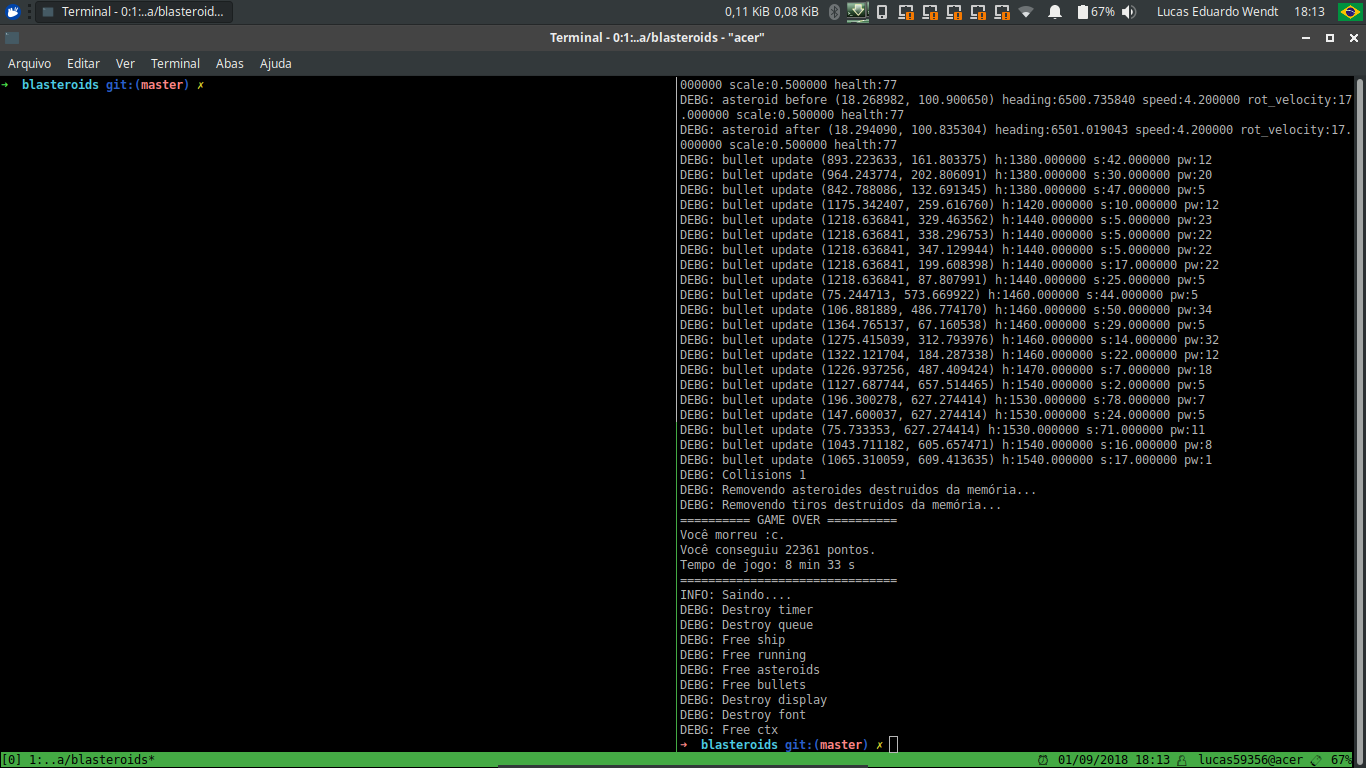 Terminal - 0:1:..a/blasteroid...
0,11 KiB 0,08 KiB
67%
Lucas Eduardo Wendt
18:13
Terminal - 0:1:..a/blasteroids - "acer"
Arquivo Editar Ver Terminal Abas Ajuda
➜ blasteroids git:(master) ✗
000000 scale:0.500000 health:77
DEBG: asteroid before (18.268982, 100.900650) heading:6500.735840 speed:4.200000 rot_velocity:17
.000000 scale:0.500000 health:77
DEBG: asteroid after (18.294090, 100.835304) heading:6501.019043 speed:4.200000 rot_velocity:17.
000000 scale:0.500000 health:77
DEBG: bullet update (893.223633, 161.803375) h:1380.000000 s:42.000000 pw:12
DEBG: bullet update (964.243774, 202.806091) h:1380.000000 s:30.000000 pw:20
DEBG: bullet update (842.788086, 132.691345) h:1380.000000 s:47.000000 pw:5
DEBG: bullet update (1175.342407, 259.616760) h:1420.000000 s:10.000000 pw:12
DEBG: bullet update (1218.636841, 329.463562) h:1440.000000 s:5.000000 pw:23
DEBG: bullet update (1218.636841, 338.296753) h:1440.000000 s:5.000000 pw:22
DEBG: bullet update (1218.636841, 347.129944) h:1440.000000 s:5.000000 pw:22
DEBG: bullet update (1218.636841, 199.608398) h:1440.000000 s:17.000000 pw:22
DEBG: bullet update (1218.636841, 87.807991) h:1440.000000 s:25.000000 pw:5
DEBG: bullet update (75.244713, 573.669922) h:1460.000000 s:44.000000 pw:5
DEBG: bullet update (106.881889, 486.774170) h:1460.000000 s:50.000000 pw:34
DEBG: bullet update (1364.765137, 67.160538) h:1460.000000 s:29.000000 pw:5
DEBG: bullet update (1275.415039, 312.793976) h:1460.000000 s:14.000000 pw:32
DEBG: bullet update (1322.121704, 184.287338) h:1460.000000 s:22.000000 pw:12
DEBG: bullet update (1226.937256, 487.409424) h:1470.000000 s:7.000000 pw:18
DEBG: bullet update (1127.687744, 657.514465) h:1540.000000 s:2.000000 pw:5
DEBG: bullet update (196.300278, 627.274414) h:1530.000000 s:78.000000 pw:7
DEBG: bullet update (147.600037, 627.274414) h:1530.000000 s:24.000000 pw:5
DEBG: bullet update (75.733353, 627.274414) h:1530.000000 s:71.000000 pw:11
DEBG: bullet update (1043.711182, 605.657471) h:1540.000000 s:16.000000 pw:8
DEBG: bullet update (1065.310059, 609.413635) h:1540.000000 s:17.000000 pw:1
DEBG: Collisions 1
DEBG: Removendo asteroides destruidos da memória...
DEBG: Removendo tiros destruidos da memória...
========== GAME OVER ==========
Você morreu :c.
Você conseguiu 22361 pontos.
Tempo de jogo: 8 min 33 s
===============================
INFO: Saindo....
DEBG: Destroy timer
DEBG: Destroy queue
DEBG: Free ship
DEBG: Free running
DEBG: Free asteroids
DEBG: Free bullets
DEBG: Destroy display
DEBG: Destroy font
DEBG: Free ctx
➜ blasteroids git:(master) ✗
[0] 1:..a/blasteroids*
01/09/2018 18:13
lucas59356@acer
67%